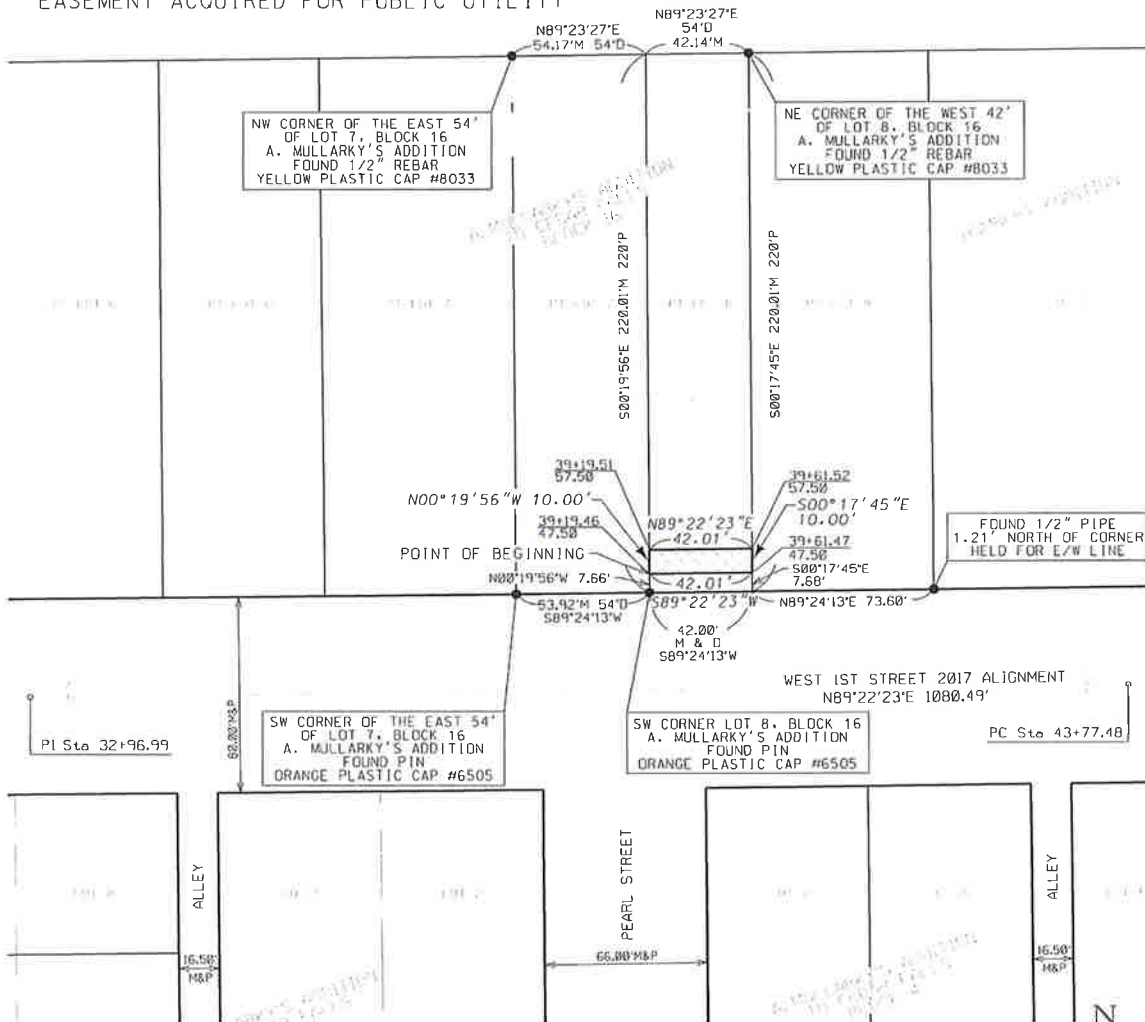 EASEMENT ACQUIRED FOR PUBLIC UTILITY
N89°23'27"E
54'D
42.14'M
N89°23'27"E
54.17'M 54'D
NW CORNER OF THE EAST 54'
OF LOT 7, BLOCK 16
A. MULLARKY'S ADDITION
FOUND 1/2" REBAR
YELLOW PLASTIC CAP #8033
NE CORNER OF THE WEST 42'
OF LOT 8, BLOCK 16
A. MULLARKY'S ADDITION
FOUND 1/2" REBAR
YELLOW PLASTIC CAP #8033
S00°19'56"E 220.01'M 220'P
S00°17'45"E 220.01'M 220'P
39+19.51
57.50
N00°19'56"W 10.00'
39+19.46
47.50
POINT OF BEGINNING
N00°19'56"W 7.66'
N89°22'23"E
42.01'
39+61.52
57.50
S00°17'45"E
10.00'
39+61.47
47.50
S00°17'45"E
7.68'
42.01'
S89°22'23"W
FOUND 1/2" PIPE
1.21' NORTH OF CORNER
HELD FOR E/W LINE
53.92'M 54'D
S89°24'13"W
N89°24'13"E 73.60'
42.00'
M & D
S89°24'13"W
WEST 1ST STREET 2017 ALIGNMENT
N89°22'23"E 1080.49'
PI Sta 32+96.99
PC Sta 43+77.48
SW CORNER OF THE EAST 54'
OF LOT 7, BLOCK 16
A. MULLARKY'S ADDITION
FOUND PIN
ORANGE PLASTIC CAP #6505
SW CORNER LOT 8, BLOCK 16
A. MULLARKY'S ADDITION
FOUND PIN
ORANGE PLASTIC CAP #6505
ALLEY
16.50'
M&P
PEARL STREET
66.00'M&P
ALLEY
16.50'
M&P
N